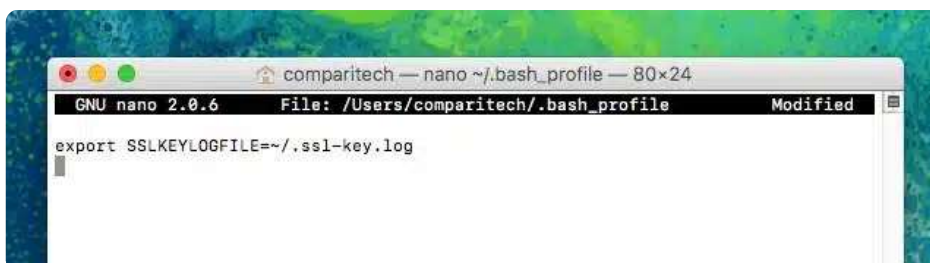 comparitech — nano ~/.bash_profile — 80×24
GNU nano 2.0.6 File: /Users/comparitech/.bash_profile Modified
export SSLKEYLOGFILE=~/.ssl-key.log